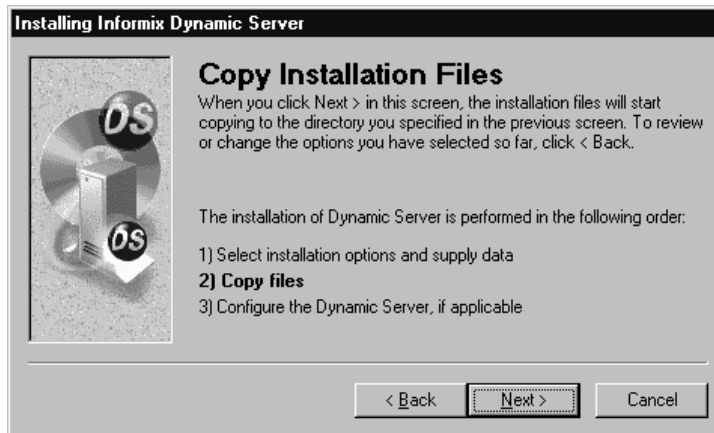 Installing Informix Dynamic Server
DS
DS
Copy Installation Files
When you click Next > in this screen, the installation files will start
copying to the directory you specified in the previous screen. To review
or change the options you have selected so far, click < Back.
The installation of Dynamic Server is performed in the following order:
1) Select installation options and supply data
2) Copy files
3) Configure the Dynamic Server, if applicable
< Back
Next >
Cancel